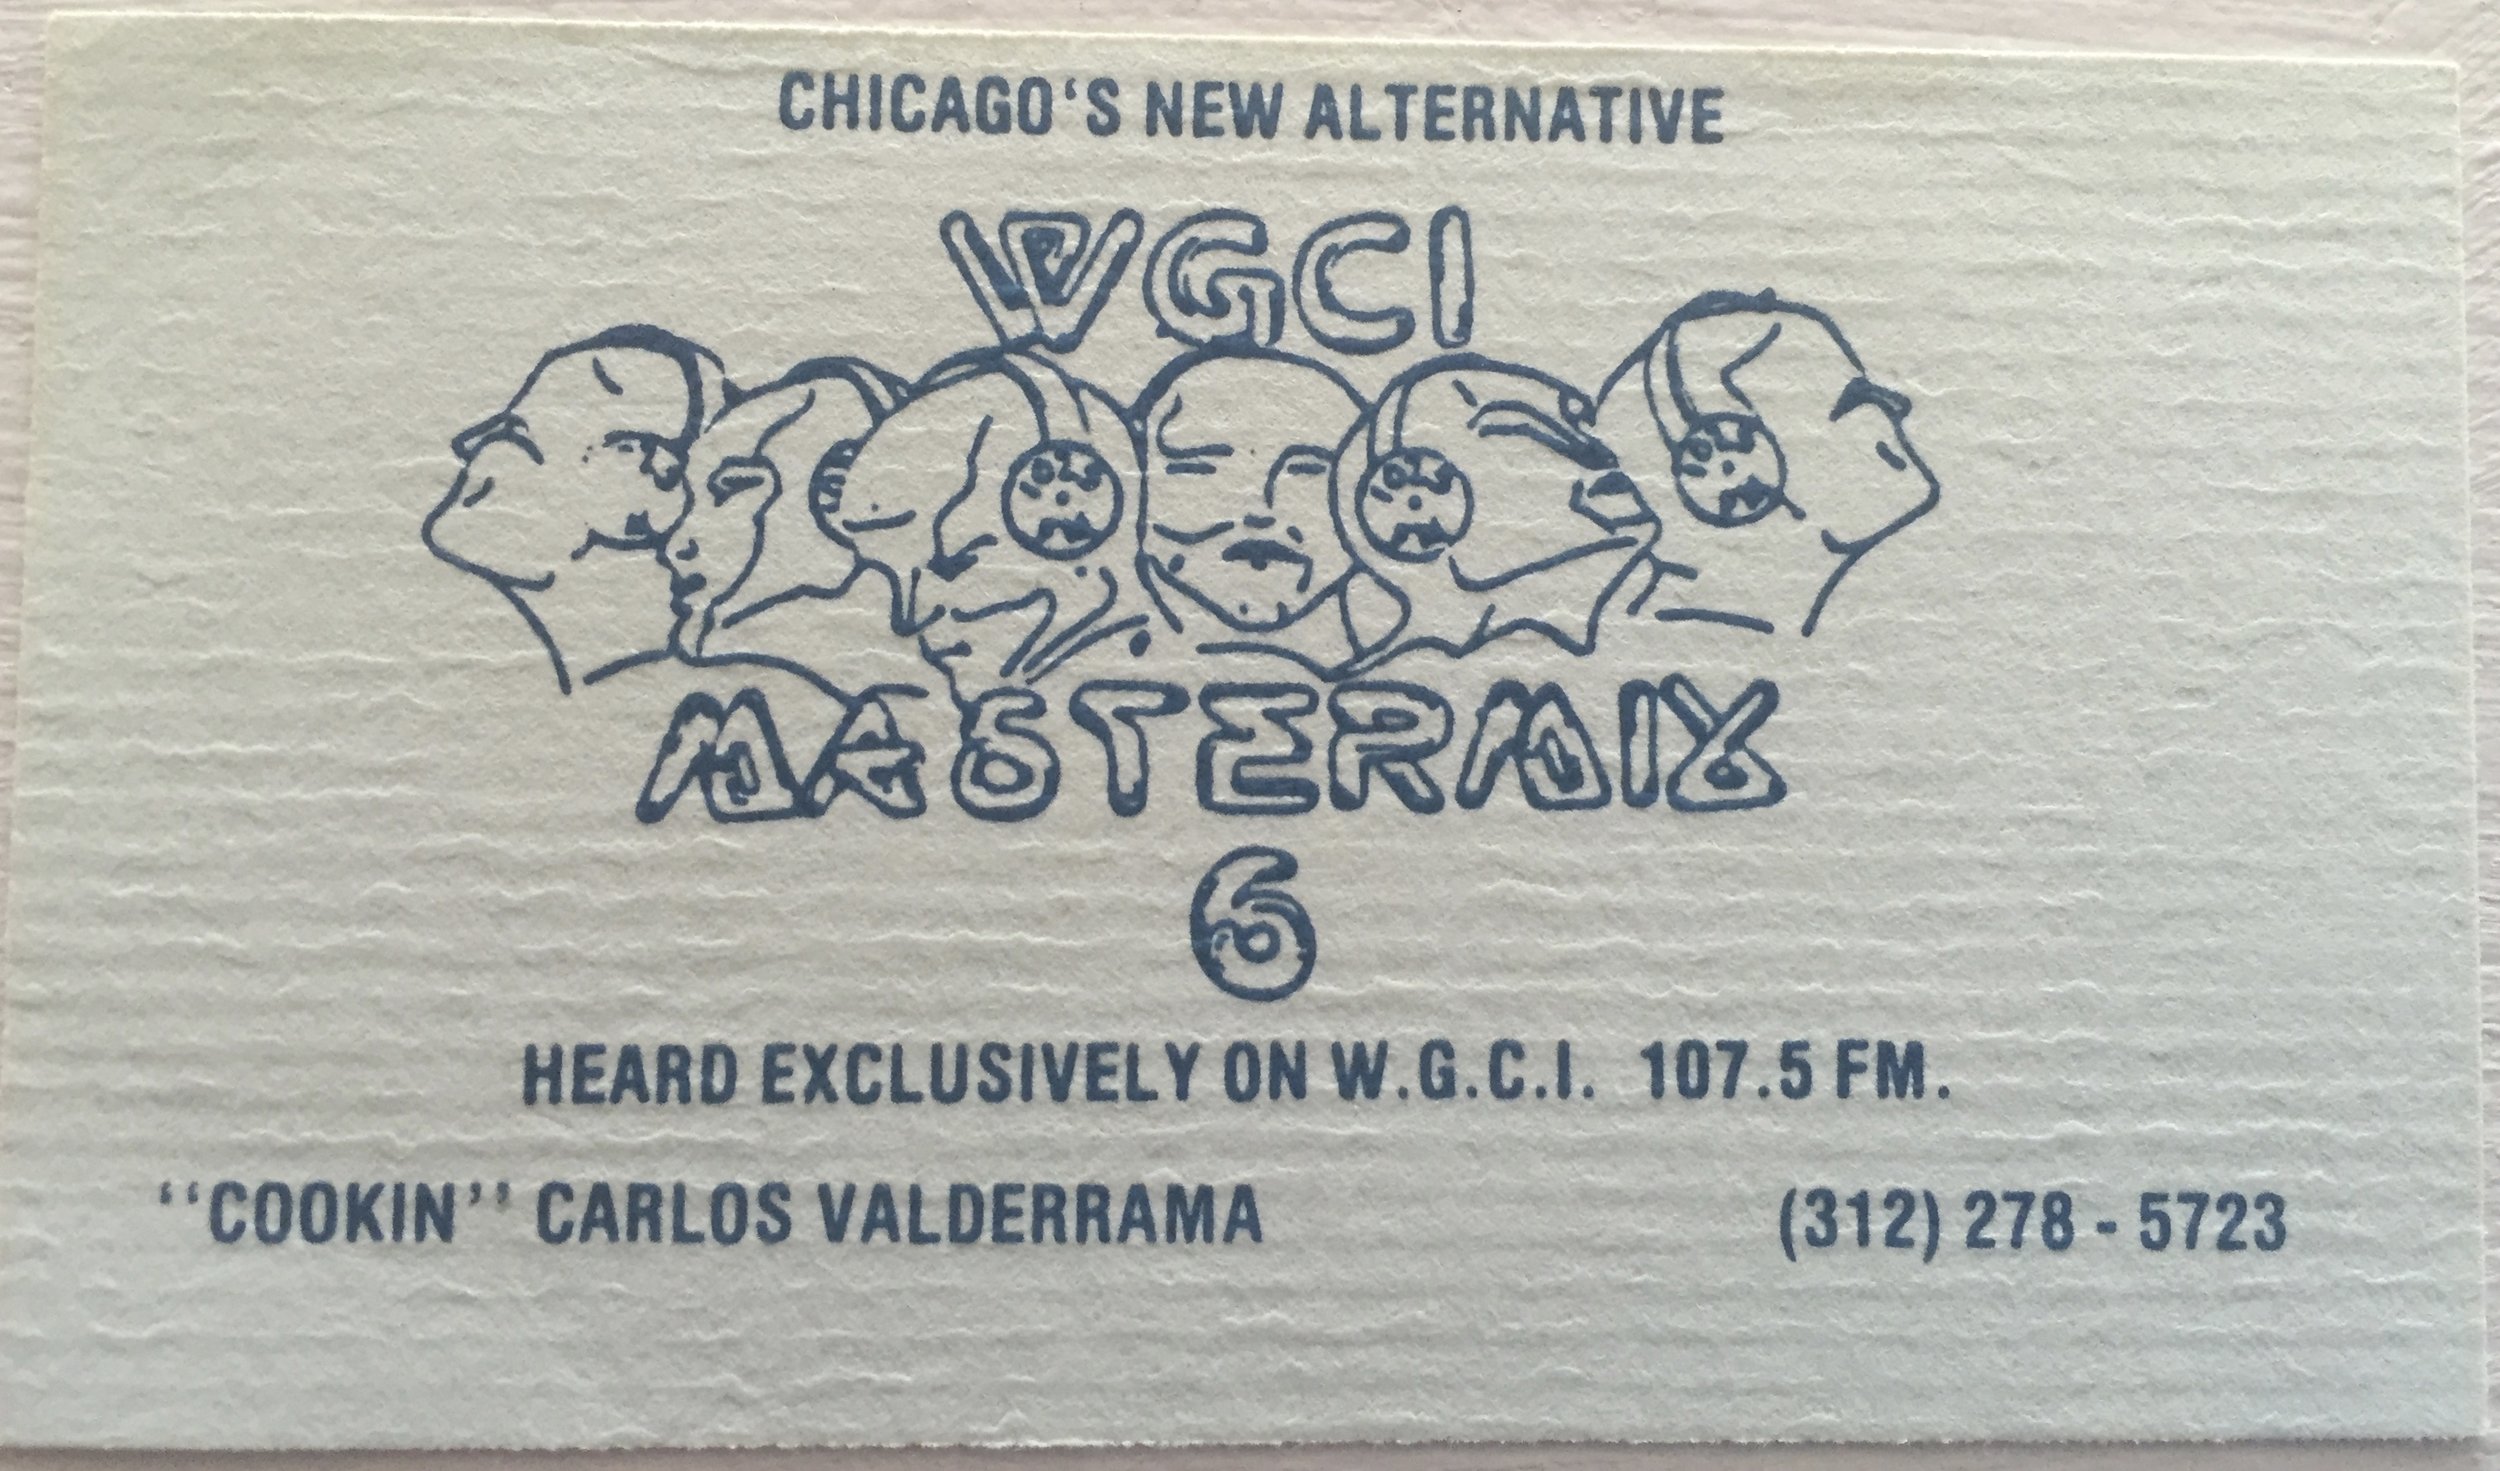 CHICAGO'S NEW ALTERNATIVE
WGCI
MASTERMIX
6
HEARD EXCLUSIVELY ON W.G.C.I. 107.5 FM.
"COOKIN" CARLOS VALDERRAMA
(312) 278 - 5723